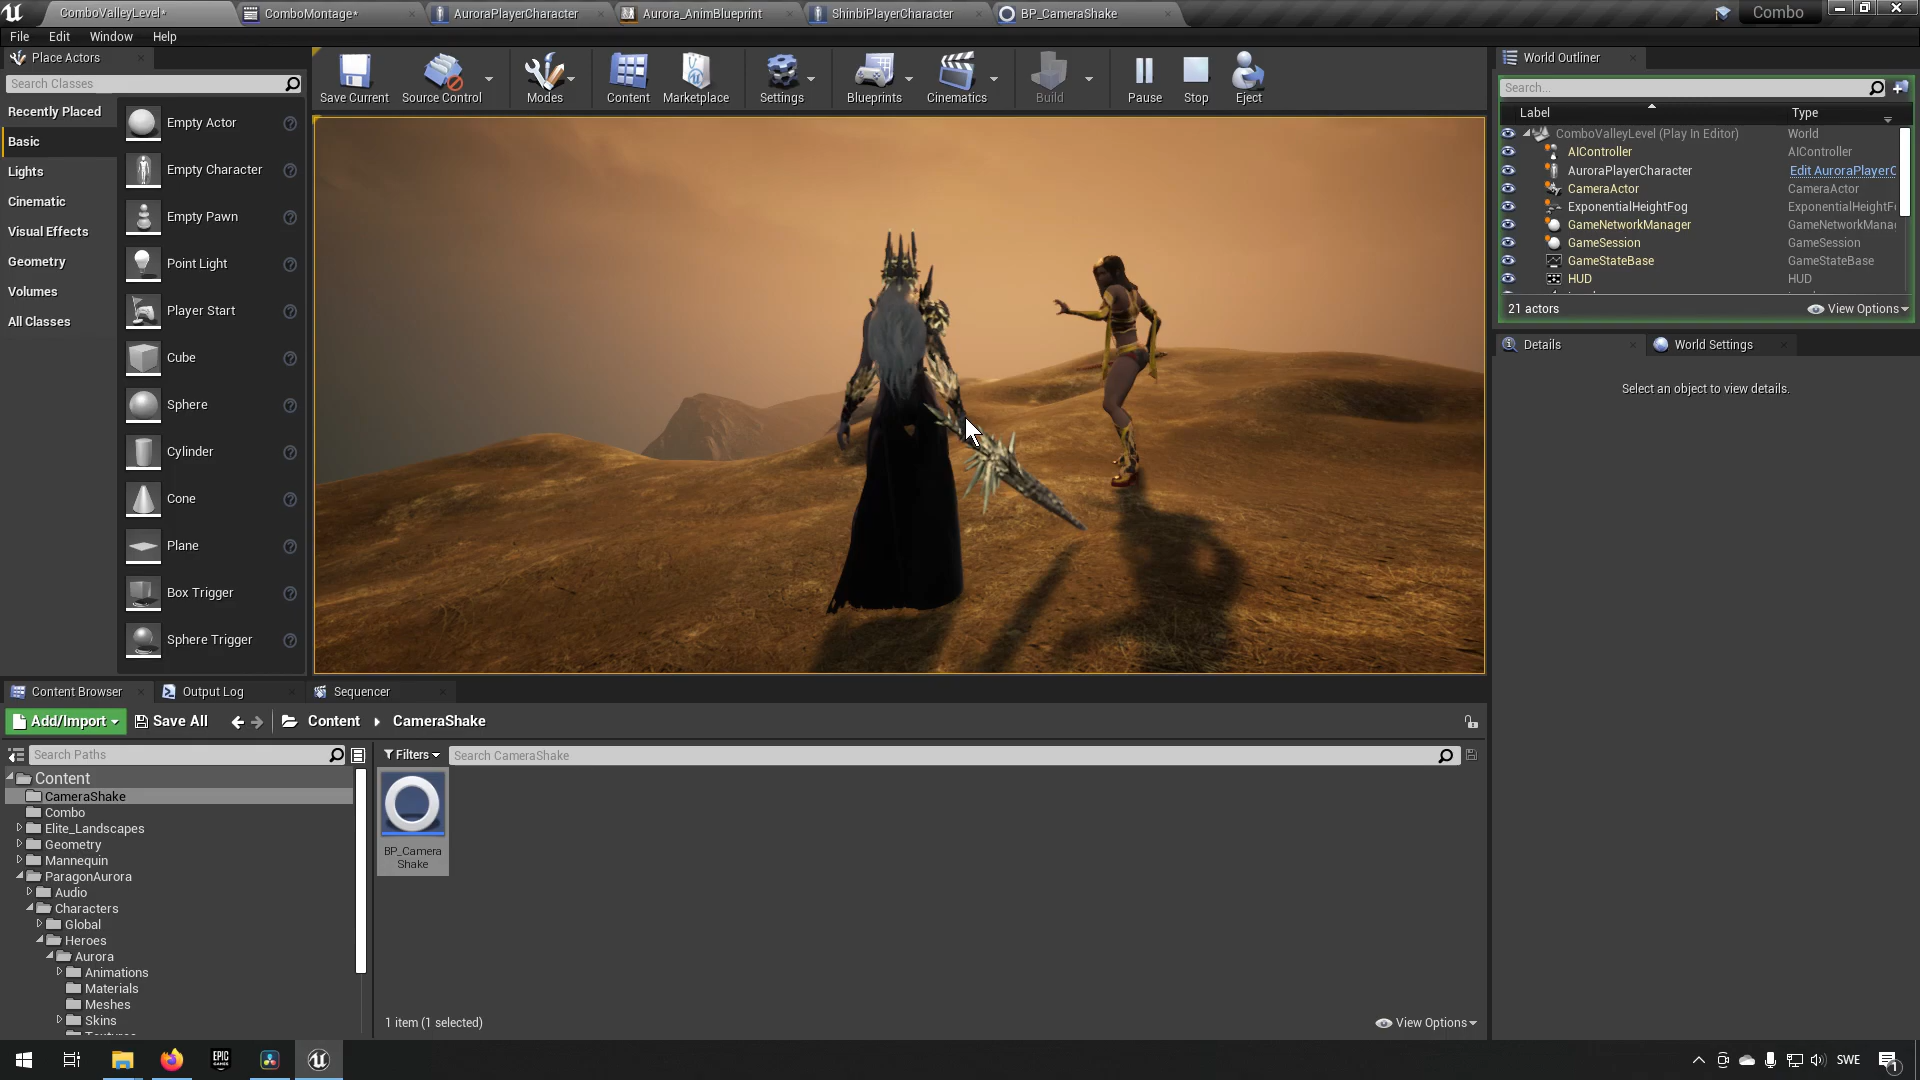 ComboValleyLevel*
ComboMontage*
AuroraPlayerCharacter
Aurora_AnimBlueprint
ShinbiPlayerCharacter
BP_CameraShake
Combo
File
Edit
Window
Help
Place Actors
Search Classes
Recently Placed
Basic
Lights
Cinematic
Visual Effects
Geometry
Volumes
All Classes
Empty Actor
Empty Character
Empty Pawn
Point Light
Player Start
Cube
Sphere
Cylinder
Cone
Plane
Box Trigger
Sphere Trigger
Save Current
Source Control
Modes
Content
Marketplace
Settings
Blueprints
Cinematics
Build
Pause
Stop
Eject
World Outliner
Search...
Label
Type
ComboValleyLevel (Play In Editor)
World
AIController
AIController
AuroraPlayerCharacter
Edit AuroraPlayerC
CameraActor
CameraActor
ExponentialHeightFog
ExponentialHeightF
GameNetworkManager
GameNetworkMana
GameSession
GameSession
GameStateBase
GameStateBase
HUD
HUD
21 actors
View Options
Details
World Settings
Select an object to view details.
Content Browser
Output Log
Sequencer
Add/Import
Save All
Content
CameraShake
Search Paths
Content
CameraShake
Combo
Elite_Landscapes
Geometry
Mannequin
ParagonAurora
Audio
Characters
Global
Heroes
Aurora
Animations
Materials
Meshes
Skins
Filters
Search CameraShake
BP_Camera
Shake
1 item (1 selected)
View Options
EPIC
GAMES
SWE
1